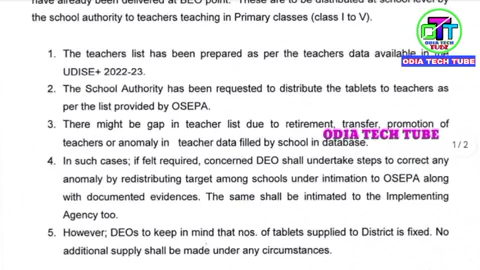 have already been delivered at BEO point. These are to be distributed at school level by
the school authority to teachers teaching in Primary classes (class I to V).
1. The teachers list has been prepared as per the teachers data available in the
UDISE+ 2022-23.
2. The School Authority has been requested to distribute the tablets to teachers as
per the list provided by OSEPA.
3. There might be gap in teacher list due to retirement, transfer, promotion of
teachers or anomaly in teacher data filled by school in database.
4. In such cases; if felt required, concerned DEO shall undertake steps to correct any
anomaly by redistributing target among schools under intimation to OSEPA along
with documented evidences. The same shall be intimated to the Implementing
Agency too.
5. However; DEOs to keep in mind that nos. of tablets supplied to District is fixed. No
additional supply shall be made under any circumstances.
ODIA TECH TUBE
ODIA TECH TUBE
1/2